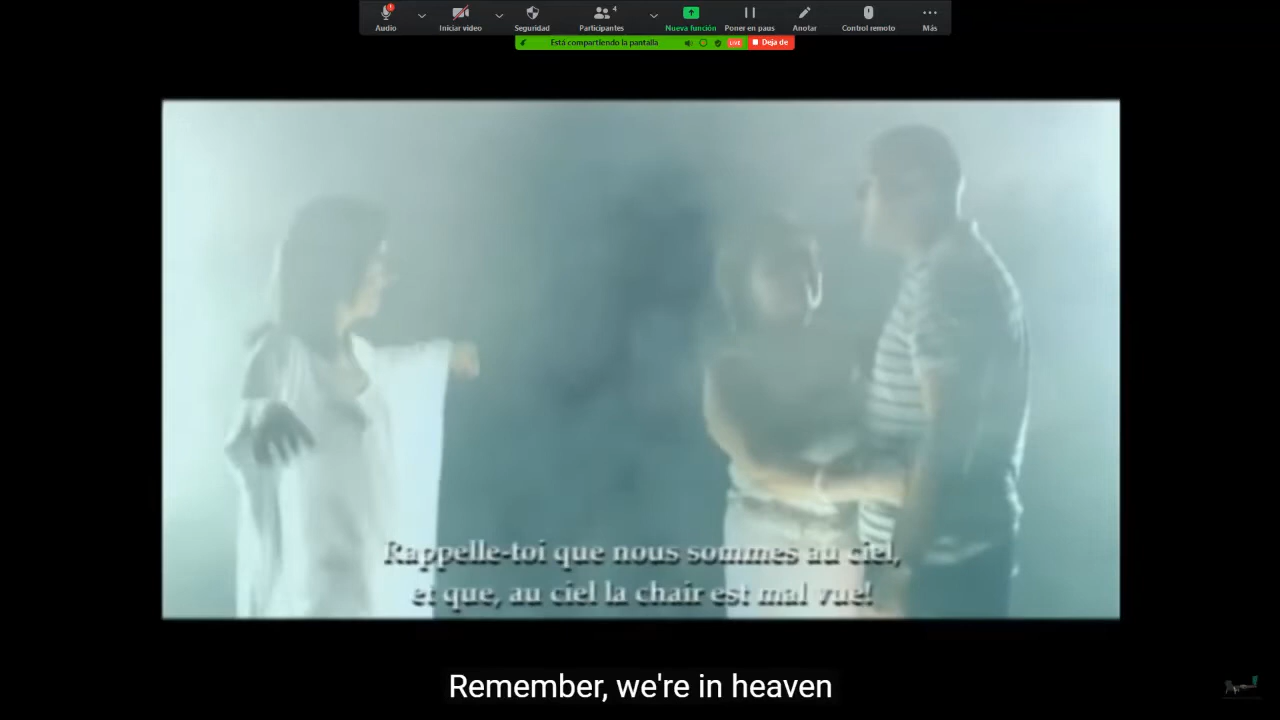 4
Audio
Iniciar video
Seguridad
Participantes
Nueva función
Poner en paus
Anotar
Control remoto
Más
Está compartiendo la pantalla
LIVE
Deja de
Rappelle-toi que nous sommes au ciel,
et que, au ciel la chair est mal vue!
Remember, we're in heaven